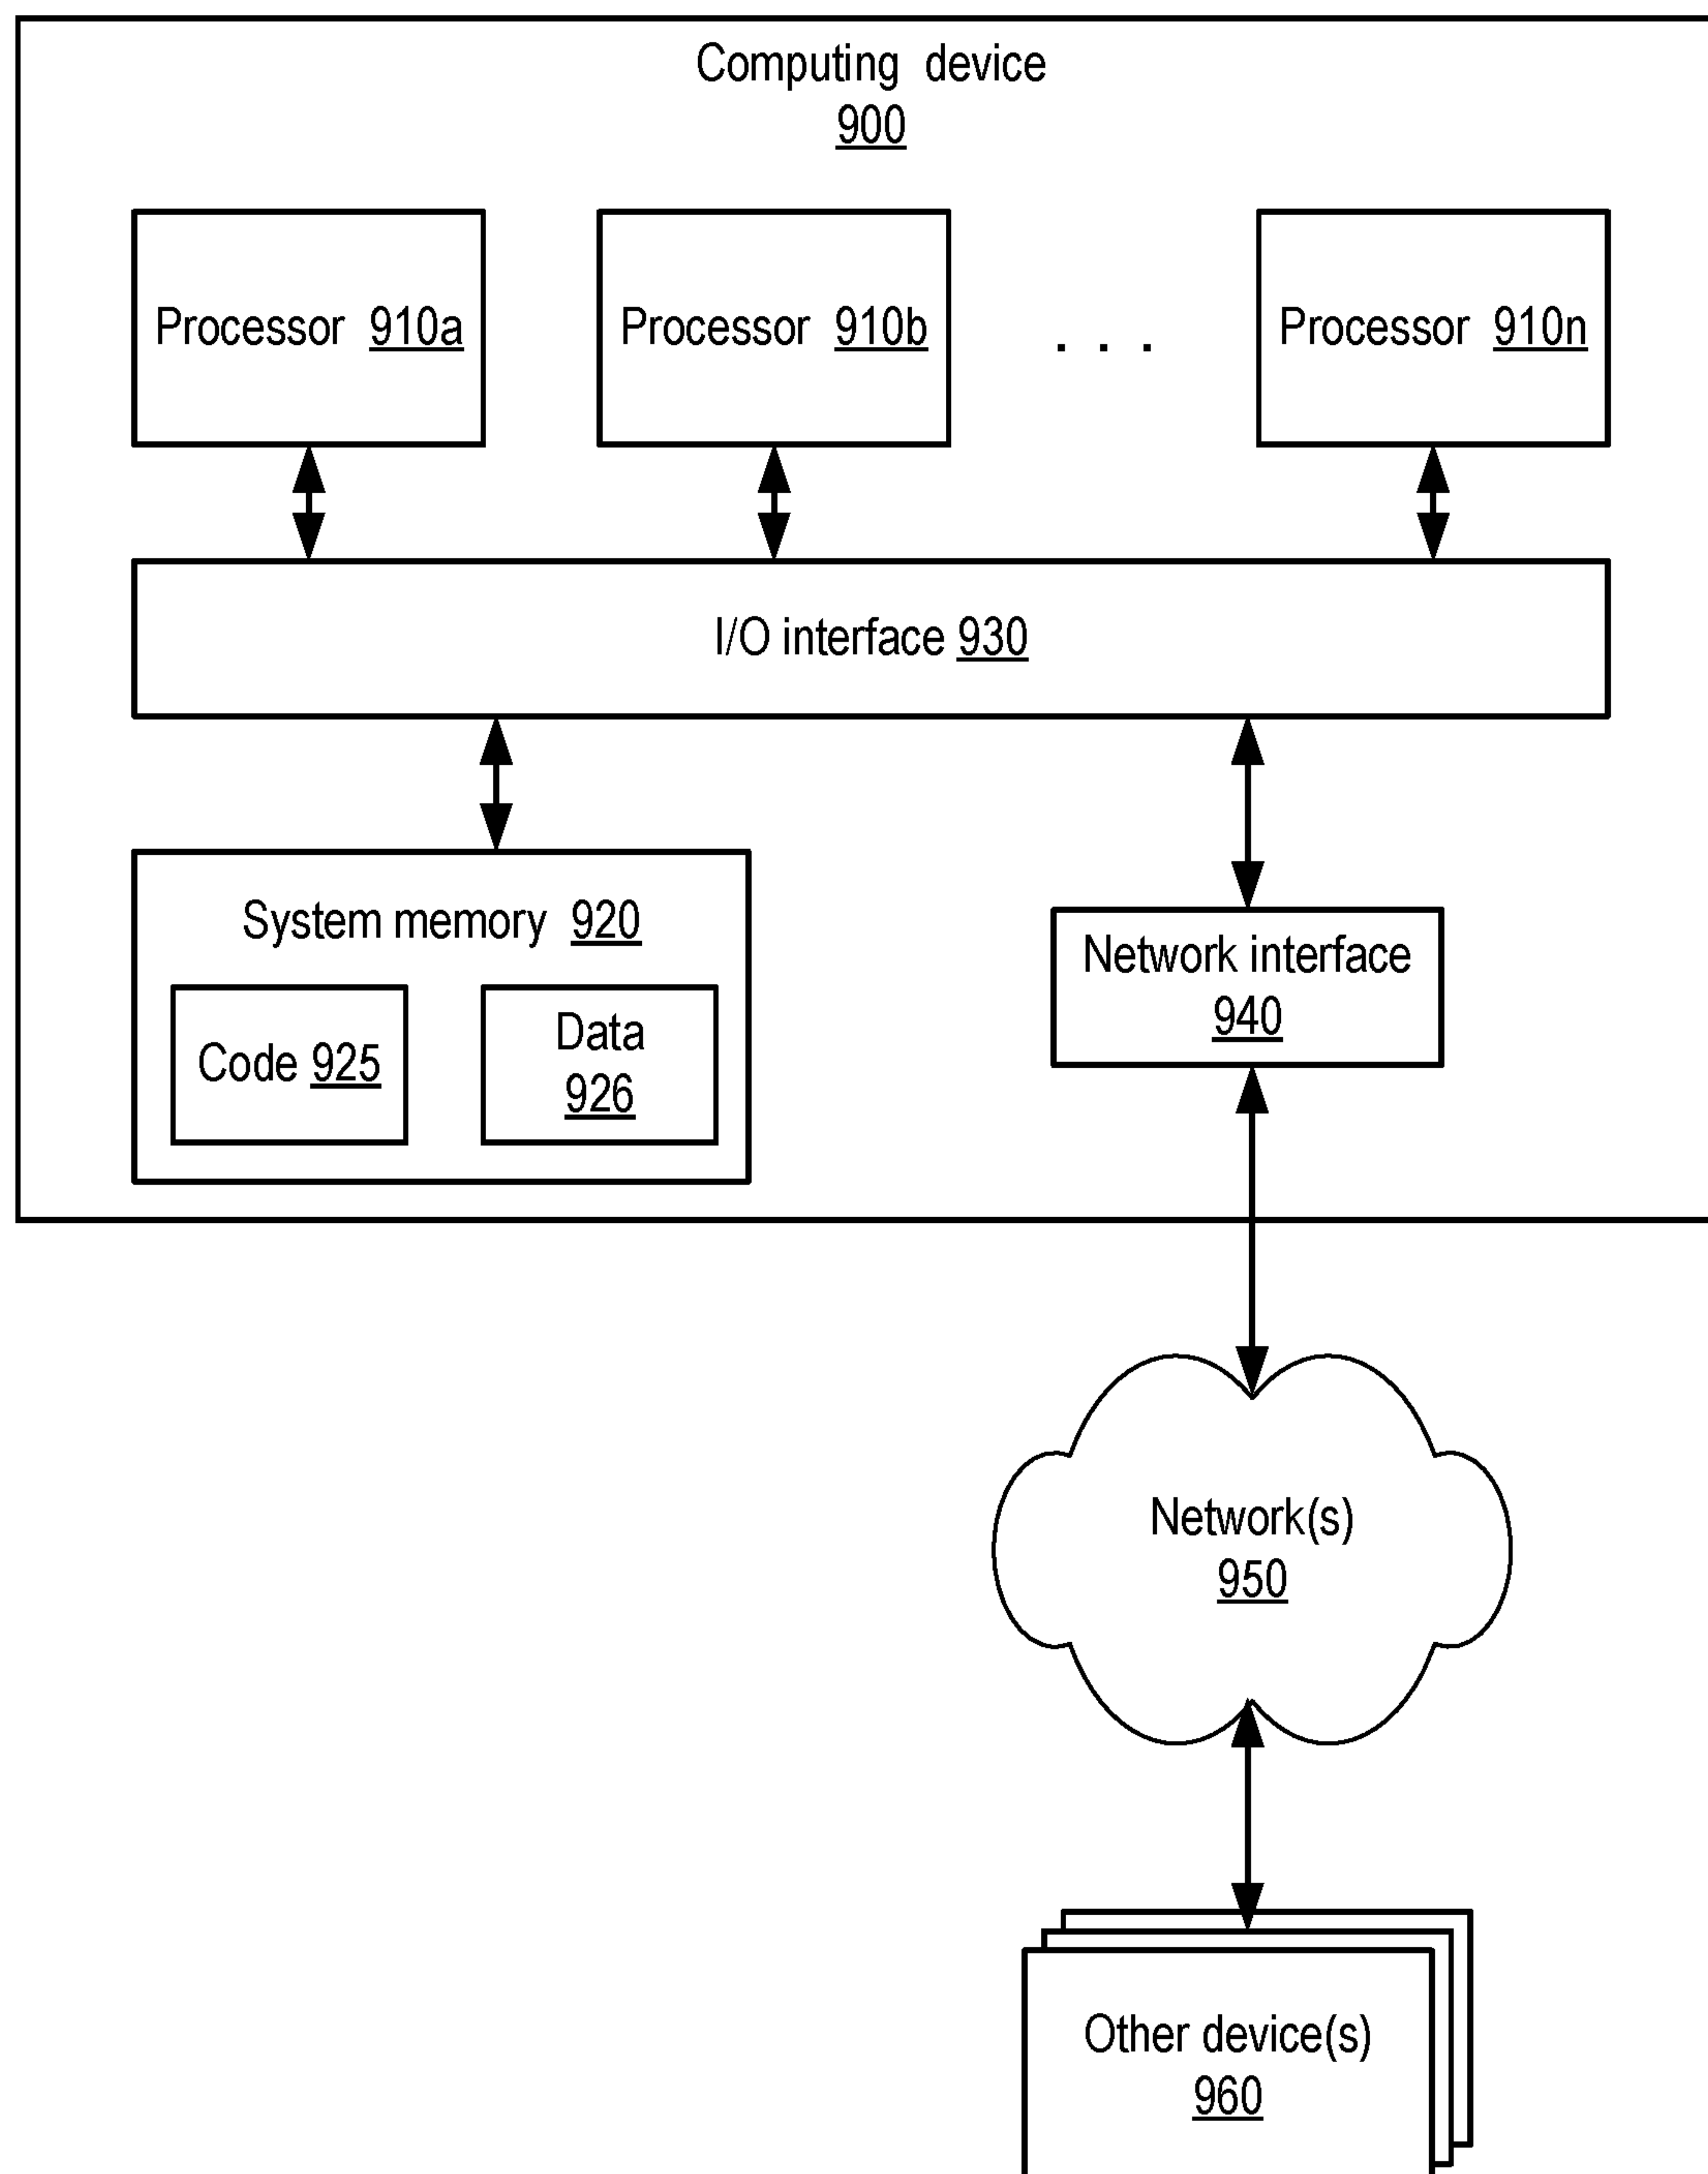 Computing device
900
Processor 910a
Processor 910b
. . .
Processor 910n
I/O interface 930
System memory 920
Code 925
Data
926
Network interface
940
Network(s)
950
Other device(s)
960